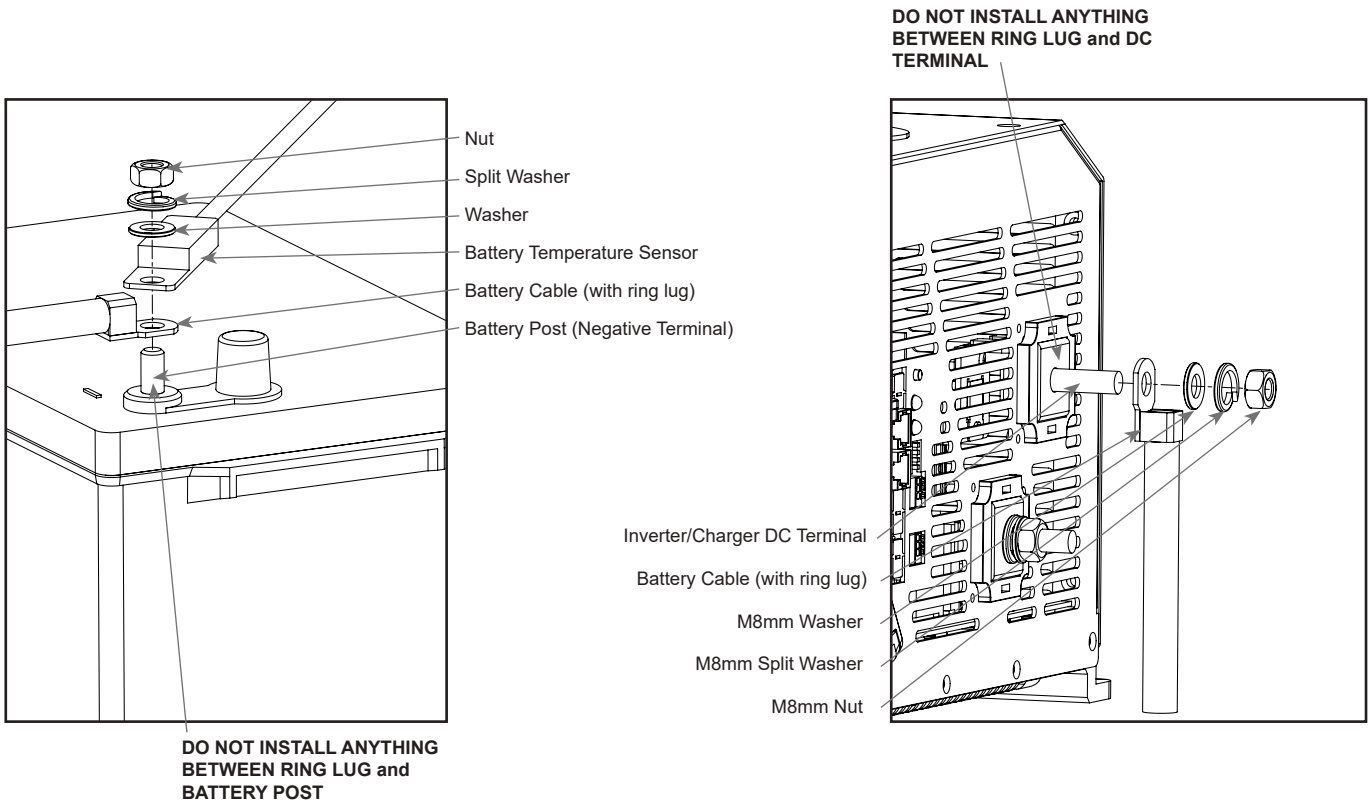 DO NOT INSTALL ANYTHING
BETWEEN RING LUG and DC
TERMINAL
Nut
Split Washer
Washer
Battery Temperature Sensor
Battery Cable (with ring lug)
Battery Post (Negative Terminal)
Inverter/Charger DC Terminal
Battery Cable (with ring lug)
M8mm Washer
M8mm Split Washer
M8mm Nut
DO NOT INSTALL ANYTHING
BETWEEN RING LUG and
BATTERY POST